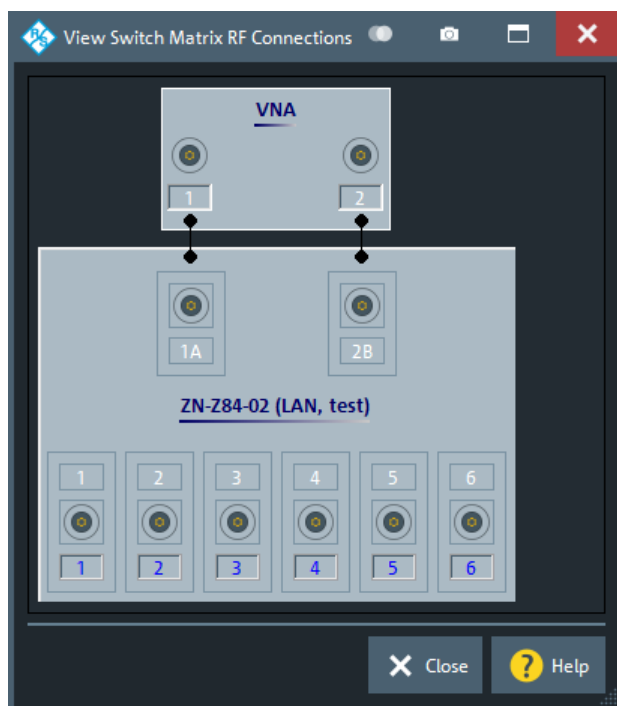 View Switch Matrix RF Connections
VNA
1 2
1A 2B
ZN-Z84-02 (LAN, test)
1 2 3 4 5 6
1 2 3 4 5 6
Close ? Help